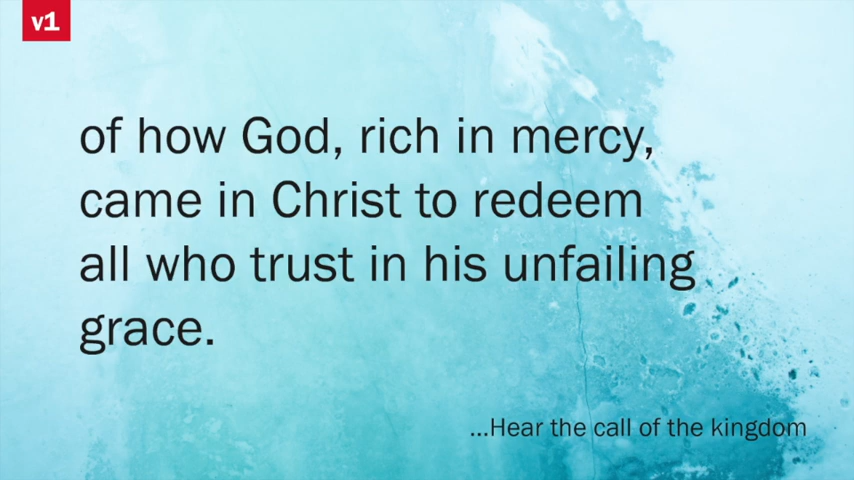 v1
of how God, rich in mercy,
came in Christ to redeem
all who trust in his unfailing
grace.
...Hear the call of the kingdom